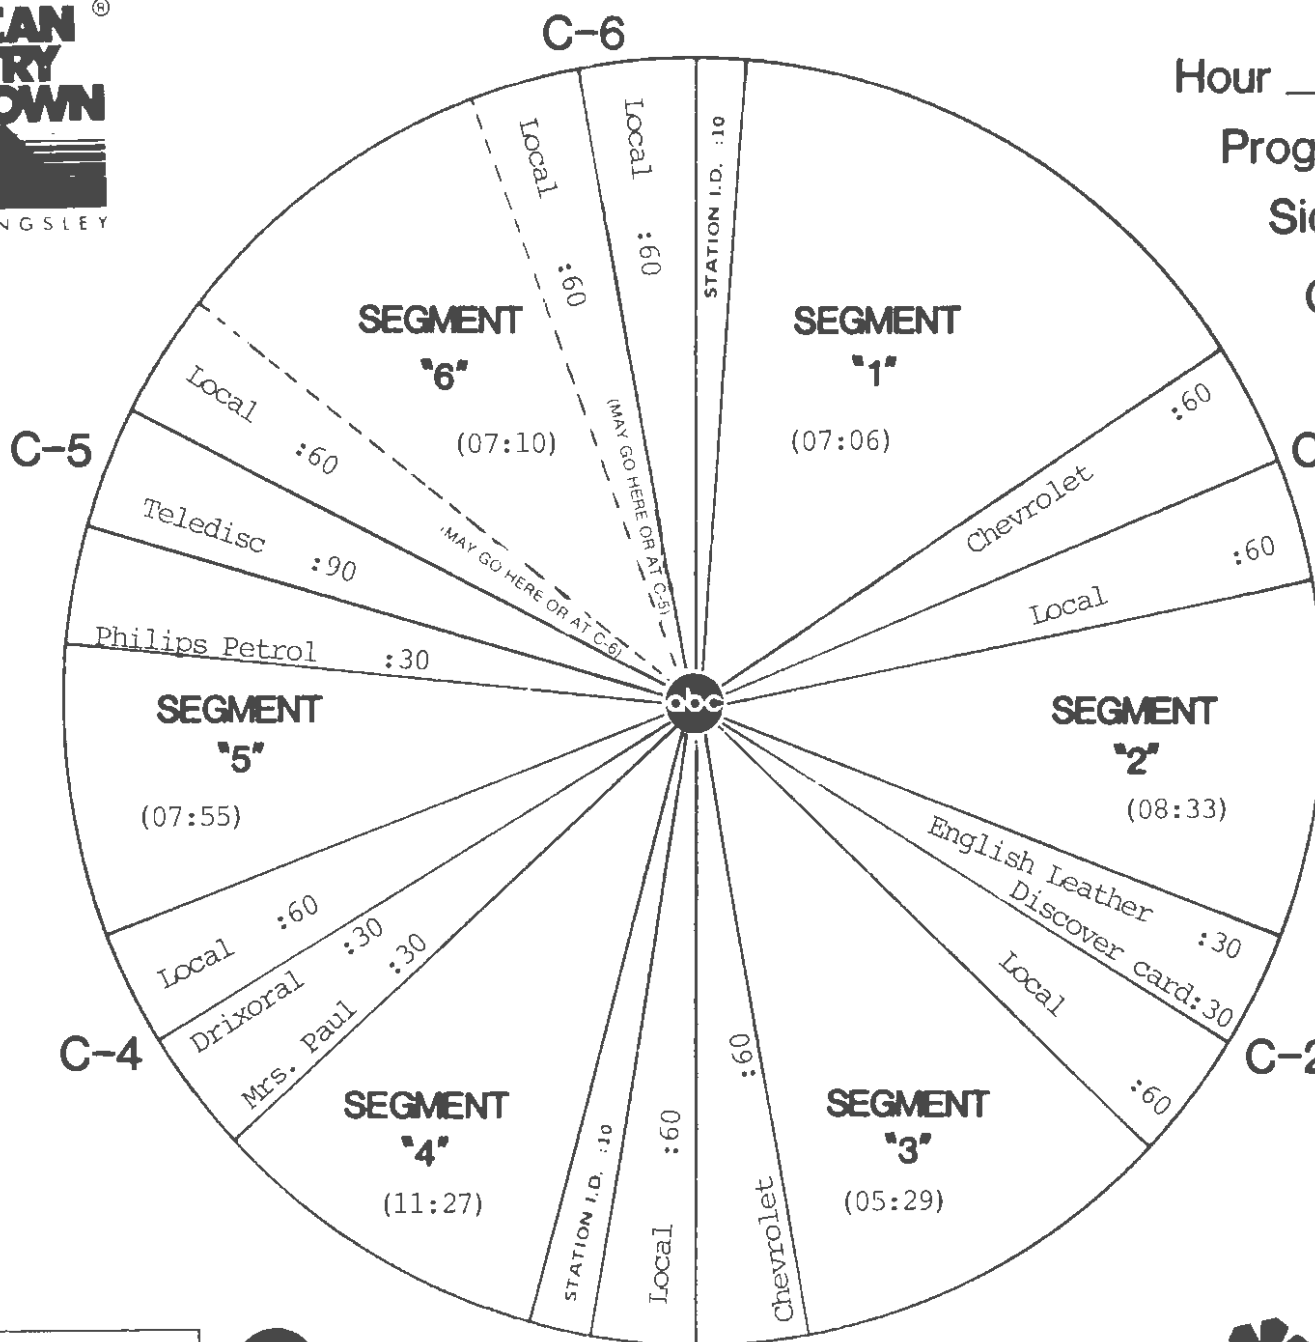 CAN ®
TRY
OWN
NGSLEY
C-6
Hour
Local :60
Local :60
STATION I.D. :10
SEGMENT
"6"
(07:10)
(MAY GO HERE OR AT C-5)
SEGMENT
"1"
(07:06)
Chevrolet :60
Local :60
C-5
Local :60
(MAY GO HERE OR AT C-6)
Teledisc :90
Philips Petrol :30
abc
SEGMENT
"5"
(07:55)
SEGMENT
"2"
(08:33)
English Leather :30
Discover card:30
Local :60
C-2
Local :60
Drixoral :30
Mrs. Paul :30
C-4
SEGMENT
"4"
(11:27)
STATION I.D. :10
Local :60
Chevrolet :60
SEGMENT
"3"
(05:29)